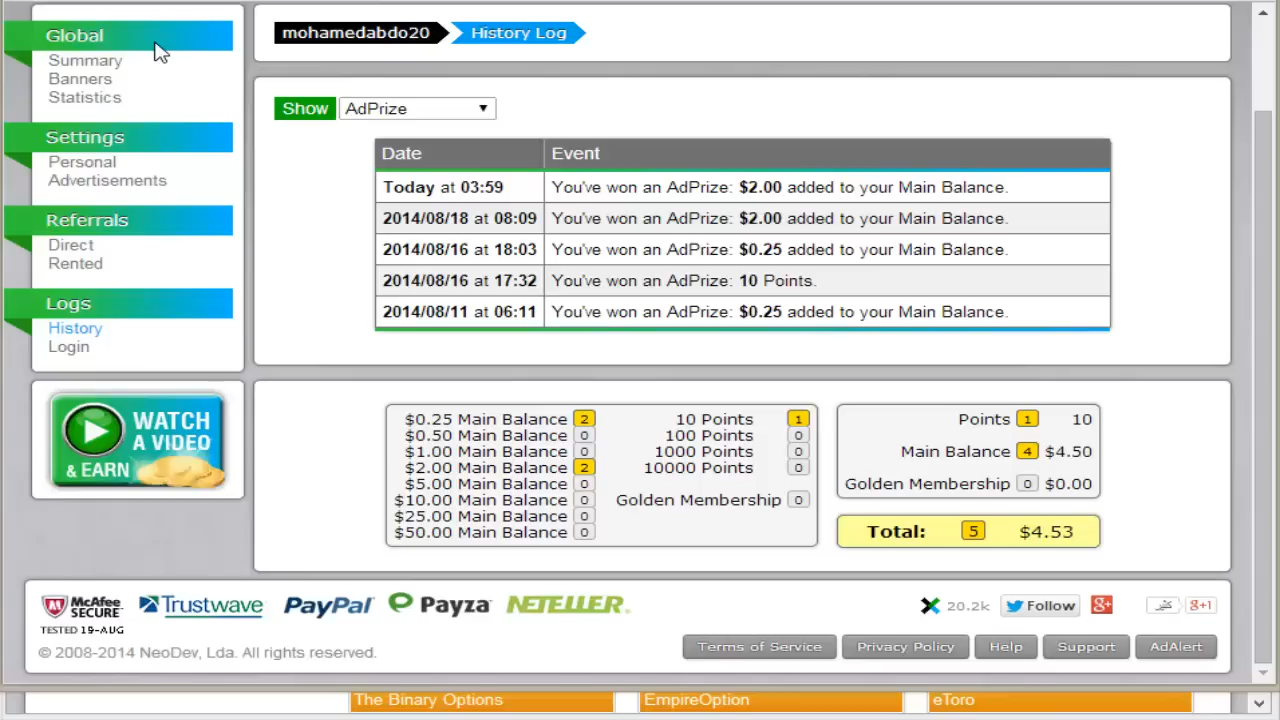 Global
Summary
Banners
Statistics
Settings
Personal
Advertisements
Referrals
Direct
Rented
Logs
History
Login
WATCH
A VIDEO
& EARN
mohamedabdo20 History Log
Show AdPrize
Date Event
Today at 03:59 You've won an AdPrize: $2.00 added to your Main Balance.
2014/08/18 at 08:09 You've won an AdPrize: $2.00 added to your Main Balance.
2014/08/16 at 18:03 You've won an AdPrize: $0.25 added to your Main Balance.
2014/08/16 at 17:32 You've won an AdPrize: 10 Points.
2014/08/11 at 06:11 You've won an AdPrize: $0.25 added to your Main Balance.
$0.25 Main Balance 2
$0.50 Main Balance 0
$1.00 Main Balance 0
$2.00 Main Balance 2
$5.00 Main Balance 0
$10.00 Main Balance 0
$25.00 Main Balance 0
$50.00 Main Balance 0
10 Points 1
100 Points 0
1000 Points 0
10000 Points 0
Golden Membership 0
Points 1 10
Main Balance 4 $4.50
Golden Membership 0 $0.00
Total: 5 $4.53
McAfee
SECURE
TESTED 19-AUG
Trustwave
PayPal
Payza
NETELLER
20.2k Follow g+ +1
© 2008-2014 NeoDev, Lda. All rights reserved.
Terms of Service Privacy Policy Help Support AdAlert
The Binary Options EmpireOption eToro